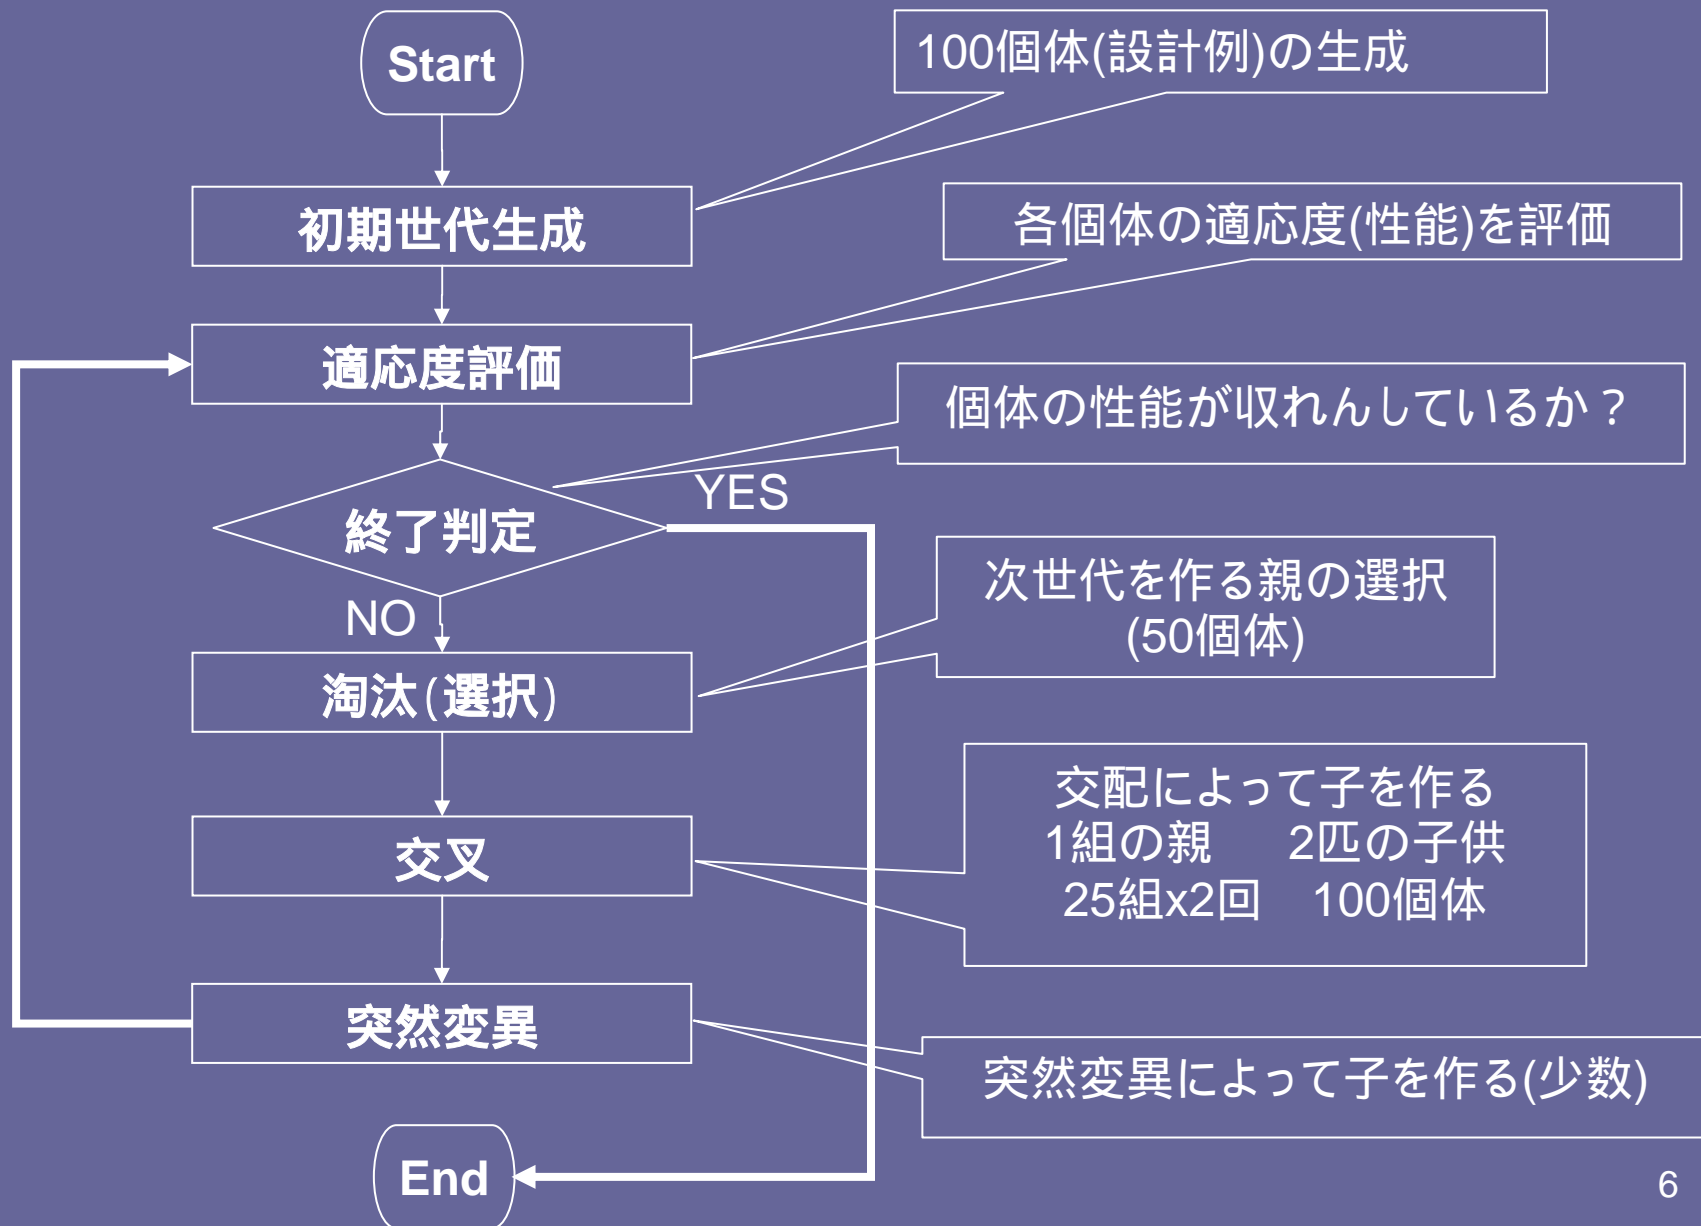 Start
100個体(設計例)の生成
初期世代生成
各個体の適応度(性能)を評価
適応度評価
個体の性能が収れんしているか？
終了判定
YES
NO
次世代を作る親の選択
(50個体)
淘汰(選択)
交配によって子を作る
1組の親　　2匹の子供
25組x2回　100個体
交叉
突然変異
突然変異によって子を作る(少数)
End
6